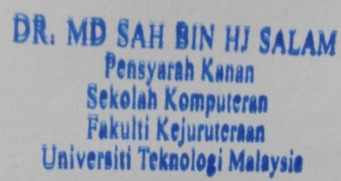 DR. MD SAH BIN HJ SALAM
Pensyarah Kanan
Sekolah Komputeran
Fakulti Kejuruteraan
Universiti Teknologi Malaysia